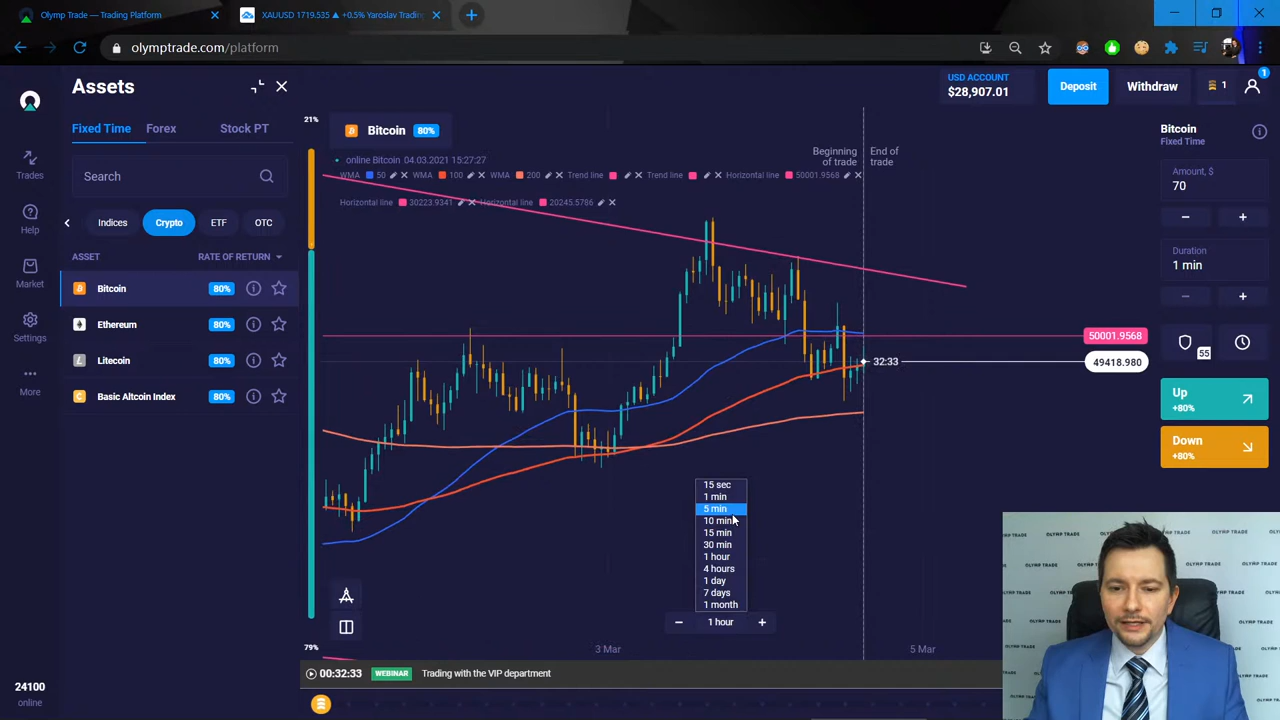 Olymp Trade — Trading Platform
XAUUSD 1719.535 ▲ +0.5% Yaroslav Trading
olymptrade.com/platform
Assets
Fixed Time Forex Stock PT
Search
Indices Crypto ETF OTC
ASSET RATE OF RETURN
Bitcoin 80%
Ethereum 80%
Litecoin 80%
Basic Altcoin Index 80%
Trades
Help
Market
Settings
More
24100
online
USD ACCOUNT
$28,907.01
Deposit
Withdraw
1
1
21%
Bitcoin 80%
online Bitcoin 04.03.2021 15:27:27
WMA 50 WMA 100 WMA 200 Trend line Trend line Horizontal line 50001.9568
Horizontal line 30223.9341 Horizontal line 20245.5786
Beginning
of trade
End of
trade
50001.9568
32:33
49418.980
15 sec
1 min
5 min
10 min
15 min
30 min
1 hour
4 hours
1 day
7 days
1 month
1 hour
3 Mar
5 Mar
79%
00:32:33 WEBINAR Trading with the VIP department
Bitcoin
Fixed Time
Amount, $
70
Duration
1 min
55
Up
+80%
Down
+80%
OLYMP TRADE